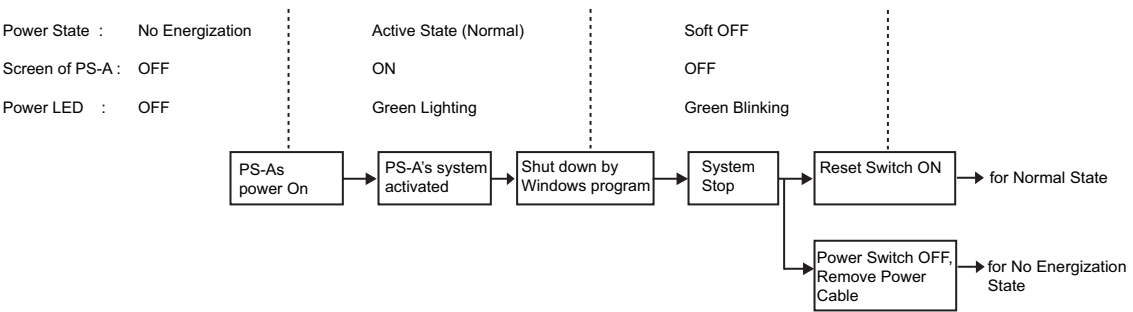 Power State : No Energization Active State (Normal) Soft OFF
Screen of PS-A : OFF ON OFF
Power LED : OFF Green Lighting Green Blinking
PS-As
power On
PS-A's system
activated
Shut down by
Windows program
System
Stop
Reset Switch ON
for Normal State
Power Switch OFF,
Remove Power
Cable
for No Energization
State